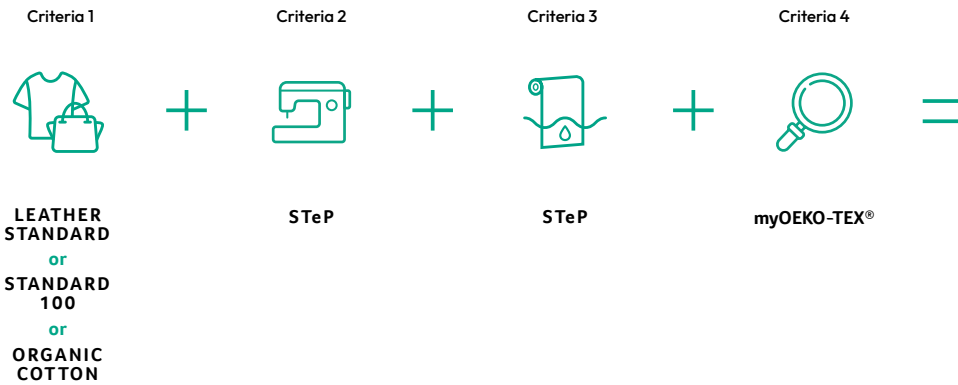 Criteria 1
Criteria 2
Criteria 3
Criteria 4
LEATHER
STANDARD
or
STANDARD
100
or
ORGANIC
COTTON
STeP
STeP
myOEKO-TEX®